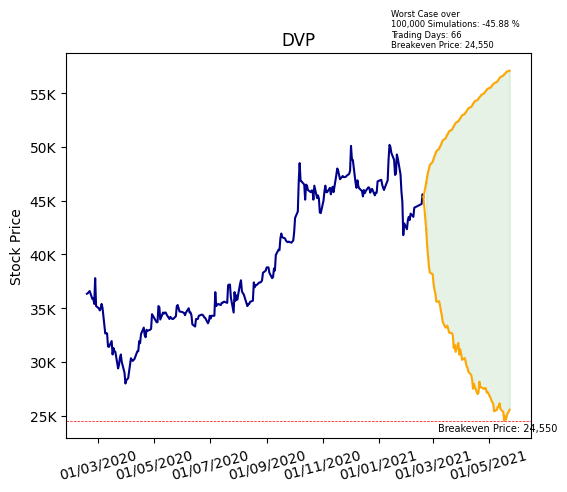 Worst Case over
100,000 Simulations: -45.88 %
Trading Days: 66
Breakeven Price: 24,550
DVP
Stock Price
55K
50K
45K
40K
35K
30K
25K
Breakeven Price: 24,550
01/03/2020
01/05/2020
01/07/2020
01/09/2020
01/11/2020
01/01/2021
01/03/2021
01/05/2021